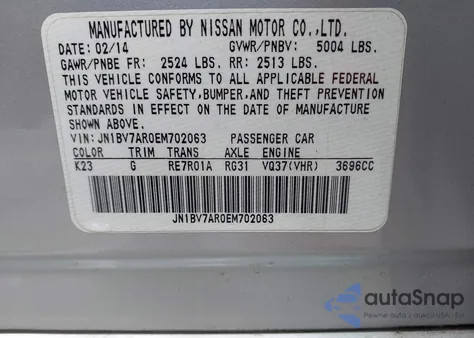 MANUFACTURED BY NISSAN MOTOR CO.,LTD.
DATE: 02/14 GVWR/PNBV: 5004 LBS.
GAWR/PNBE FR: 2524 LBS. RR: 2513 LBS.
THIS VEHICLE CONFORMS TO ALL APPLICABLE FEDERAL
MOTOR VEHICLE SAFETY, BUMPER, AND THEFT PREVENTION
STANDARDS IN EFFECT ON THE DATE OF MANUFACTURE
SHOWN ABOVE.
VIN: JN1BV7AR0EM702063 PASSENGER CAR
COLOR TRIM TRANS AXLE ENGINE
K23 G RE7R01A RG31 VQ37(VHR) 3696CC
JN1BV7AR0EM702063
autoSnap